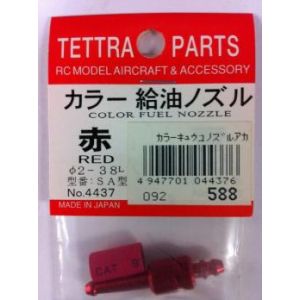 TETTRA PARTS
RC MODEL AIRCRAFT & ACCESSORY
カラー 給油ノズル
COLOR FUEL NOZZLE
赤
RED
φ2-38L
型番:SA型
No.4437
MADE IN JAPAN
カラーキュウユノズルアカ
4 947701 044376
092 588
CAT